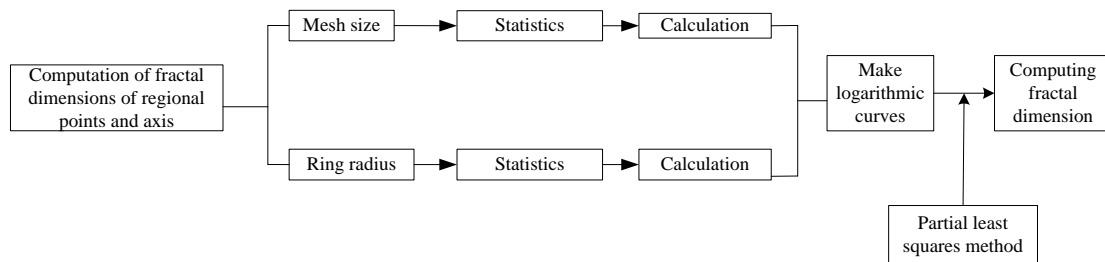 Mesh size
Statistics
Calculation
Computation of fractal
dimensions of regional
points and axis
Make
logarithmic
curves
Computing
fractal
dimension
Ring radius
Statistics
Calculation
Partial least
squares method